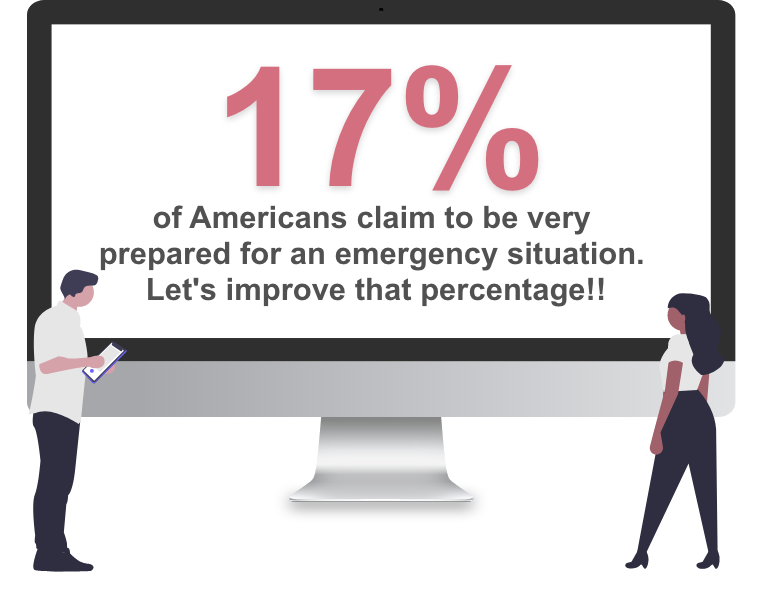 17%
of Americans claim to be very
prepared for an emergency situation.
Let's improve that percentage!!